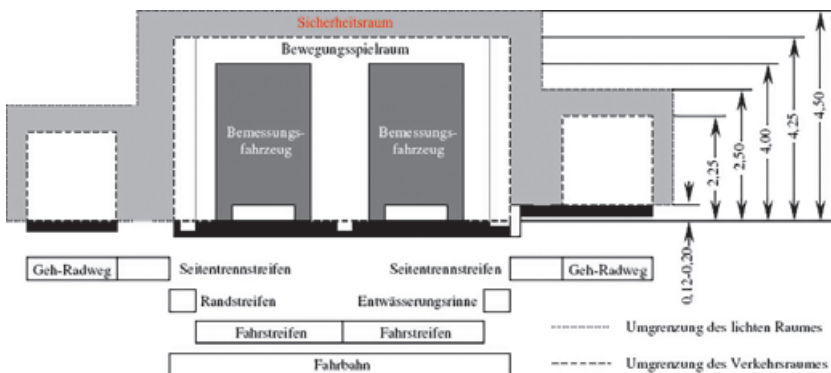 Sicherheitsraum
Bewegungsspielraum
Bemessungs-
fahrzeug
Bemessungs-
fahrzeug
2,25
2,50
4,00
4,25
4,50
0,12-0,20
Geh-Radweg
Seitentrennstreifen
Seitentrennstreifen
Geh-Radweg
Randstreifen
Entwässerungsrinne
Fahrstreifen
Fahrstreifen
Fahrbahn
Umgrenzung des lichten Raumes
Umgrenzung des Verkehrsraumes